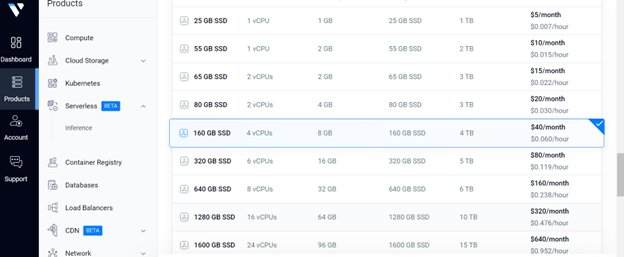 Products
Dashboard
Products
Account
Support
Compute
Cloud Storage
Kubernetes
Serverless BETA
Inference
Container Registry
Databases
Load Balancers
CDN BETA
Network
25 GB SSD 1 vCPU 1 GB 25 GB SSD 1 TB $5/month
$0.007/hour
55 GB SSD 1 vCPU 2 GB 55 GB SSD 2 TB $10/month
$0.015/hour
65 GB SSD 2 vCPUs 2 GB 65 GB SSD 3 TB $15/month
$0.022/hour
80 GB SSD 2 vCPUs 4 GB 80 GB SSD 3 TB $20/month
$0.030/hour
160 GB SSD 4 vCPUs 8 GB 160 GB SSD 4 TB $40/month
$0.060/hour
320 GB SSD 6 vCPUs 16 GB 320 GB SSD 5 TB $80/month
$0.119/hour
640 GB SSD 8 vCPUs 32 GB 640 GB SSD 6 TB $160/month
$0.238/hour
1280 GB SSD 16 vCPUs 64 GB 1280 GB SSD 10 TB $320/month
$0.476/hour
1600 GB SSD 24 vCPUs 96 GB 1600 GB SSD 15 TB $640/month
$0.952/hour